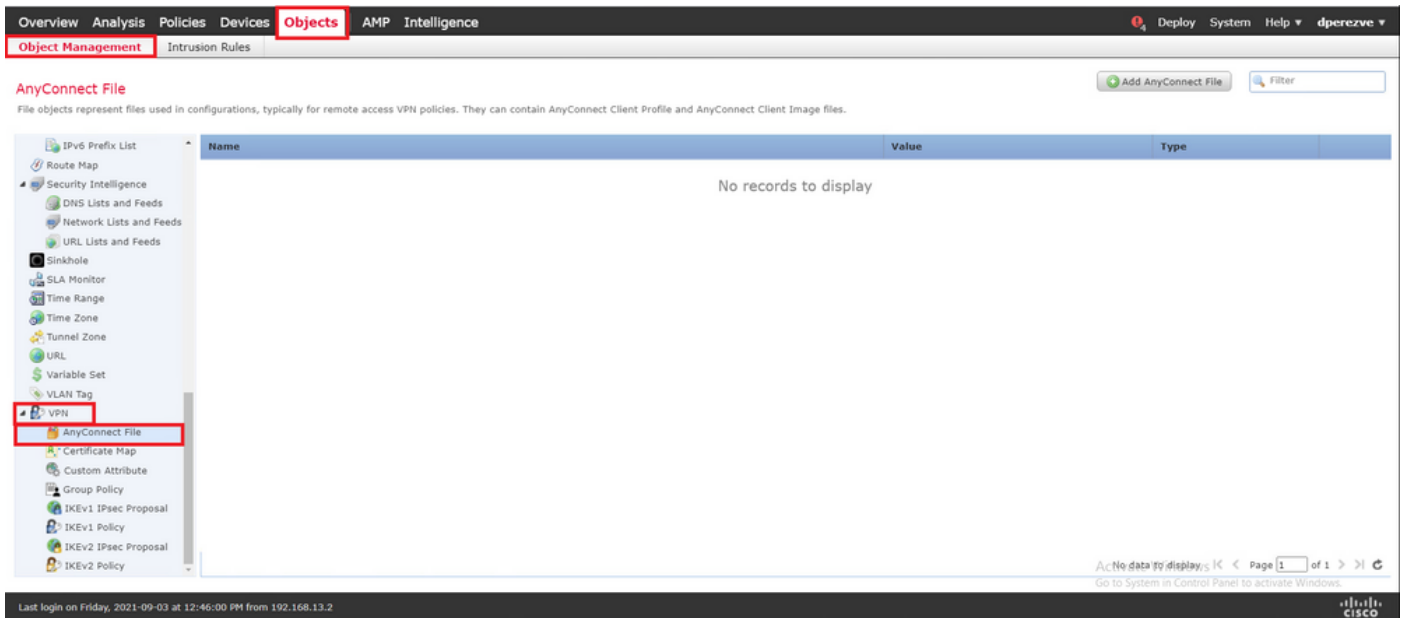 Overview Analysis Policies Devices Objects AMP Intelligence 4 Deploy System Help ▾ dperezve ▾
Object Management Intrusion Rules
AnyConnect File
Add AnyConnect File
Filter
File objects represent files used in configurations, typically for remote access VPN policies. They can contain AnyConnect Client Profile and AnyConnect Client Image files.
Name Value Type
No records to display
IPv6 Prefix List
Route Map
Security Intelligence
DNS Lists and Feeds
Network Lists and Feeds
URL Lists and Feeds
Sinkhole
SLA Monitor
Time Range
Time Zone
Tunnel Zone
URL
Variable Set
VLAN Tag
VPN
AnyConnect File
Certificate Map
Custom Attribute
Group Policy
IKEv1 IPsec Proposal
IKEv1 Policy
IKEv2 IPsec Proposal
IKEv2 Policy
Activate Windows
No data to display |< < Page 1 of 1 > >|
Go to System in Control Panel to activate Windows.
Last login on Friday, 2021-09-03 at 12:46:00 PM from 192.168.13.2
CISCO